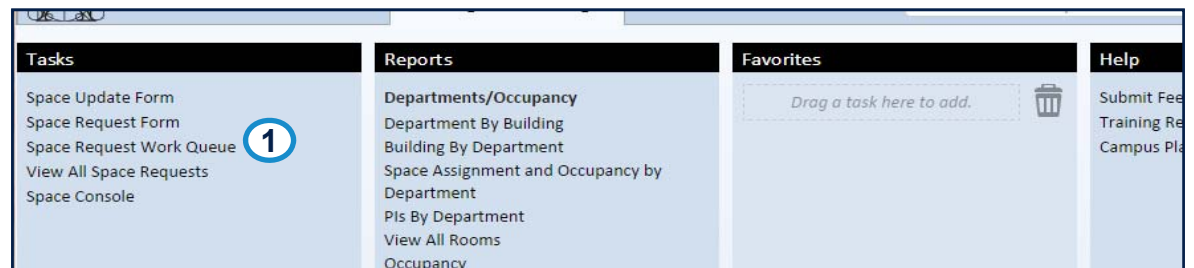 Tasks
Space Update Form
Space Request Form
Space Request Work Queue
1
View All Space Requests
Space Console
Reports
Departments/Occupancy
Department By Building
Building By Department
Space Assignment and Occupancy by
Department
PIs By Department
View All Rooms
Occupancy
Favorites
Drag a task here to add.
Help
Submit Fee
Training Re
Campus Pla